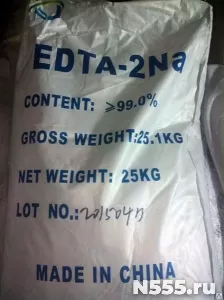 EDTA-2Na
CONTENT: ≥99.0%
GROSS WEIGHT:25.1KG
NET WEIGHT: 25KG
LOT NO.:
MADE IN CHINA
N555.ru